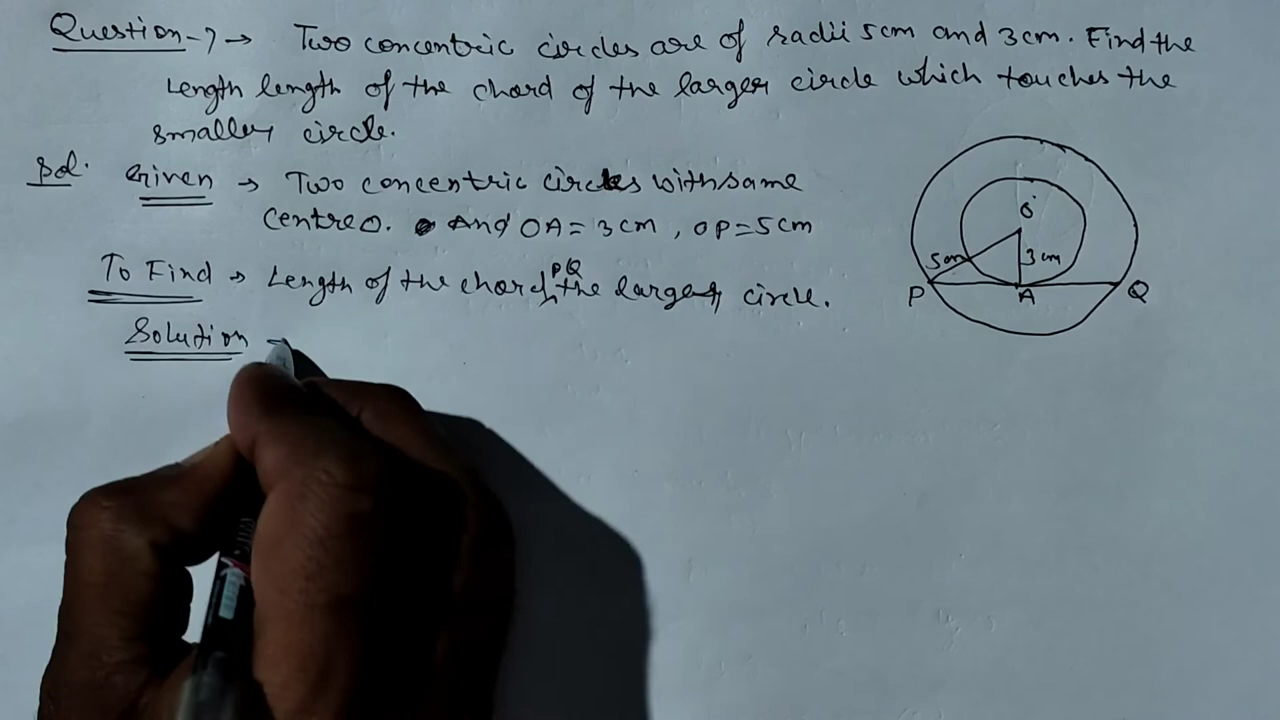 Question-7 → Two concentric circles are of radii 5cm and 3cm. Find the
Length length of the chord of the larger circle which touches the
smaller circle.
Sol. Given → Two concentric circles with same
centre O. And OA = 3cm, OP = 5cm
To Find → Length of the chord PQ the larger circle.
Solution →
O
5cm
3cm
P
A
Q